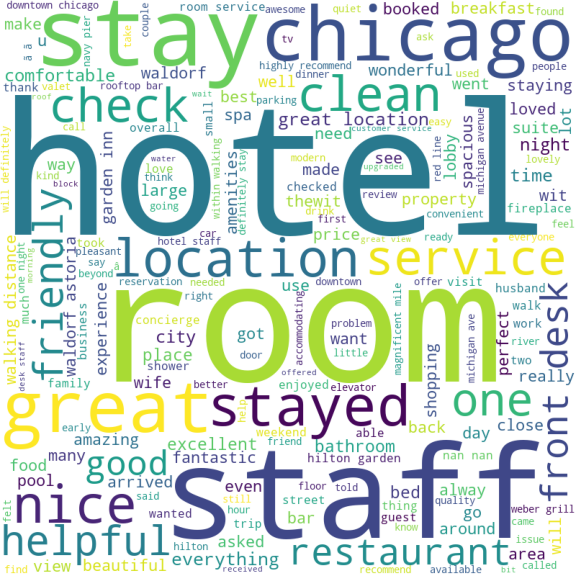 downtown chicago
room service
awesome
quiet
ask
booked
breakfast
found
stay
chicago
make
u
ä
navy pier
take
couple
tv
people
comfortable
waldorf
highly recommend
wonderful
went
staying
thank
valet
rooftop bar
dinner
used
roof
wait
parking
check
best
clean
well
loved
lot
call
customer service
easy
spa
great location
suite
overall
small
need
lobby
spacious
michigan avenue
red line
night
hotel
will definitely
way
garden inn
water
love
think
within walking
definitely stay
amenities
modern
upgraded
made
see
property
time
lovely
kind
block
large
going
checked
review
thewit
wit
fireplace
convenient
feel
friendly
drink
first
price
car
great view
ready
everyone
took
pleasant
hotel staff
location
service
much
one night
morning
say
beyond
reservation
needed
use
downtown
offer
visit
husband
walking distance
waldorf astoria
business
experience
right
room
accommodating
magnificent mile
walk
work
river
desk staff
concierge
city
got
problem
want
place
door
little
michigan ave
perfect
two
shower
really
family
wife
better
offered
enjoyed
elevator
shopping
front desk
great
stayed
one
early
help
weekend
able
back
day
close
amazing
friend
excellent
hilton garden
bathroom
nan nan
many
good
food
arrived
fantastic
even
floor
told
bed
alway
pool
said
still
thing
quality
weber grill
felt
nice
wanted
hour
street
guest
go
trip
bar
know
around
came
staff
issue
helpful
asked
everything
restaurant
area
hilton
find
view
beautiful
received
recommend
available
bit
called